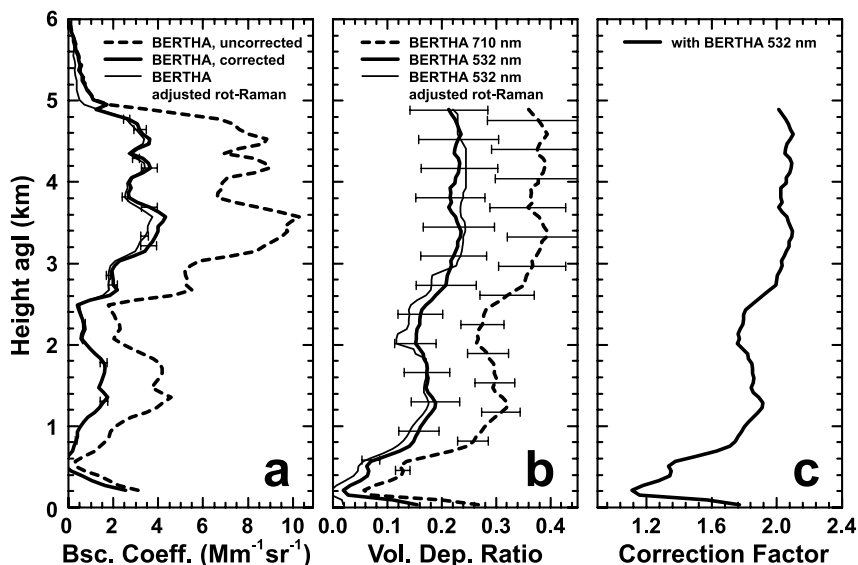 BERTHA, uncorrected
BERTHA, corrected
BERTHA
adjusted rot-Raman
BERTHA 710 nm
BERTHA 532 nm
BERTHA 532 nm
adjusted rot-Raman
with BERTHA 532 nm
Height agl (km)
6
5
4
3
2
1
0
a
b
c
0 2 4 6 8 10
0.0 0.1 0.2 0.3 0.4
1.2 1.6 2.0 2.4
Bsc. Coeff. (Mm⁻¹sr⁻¹)
Vol. Dep. Ratio
Correction Factor